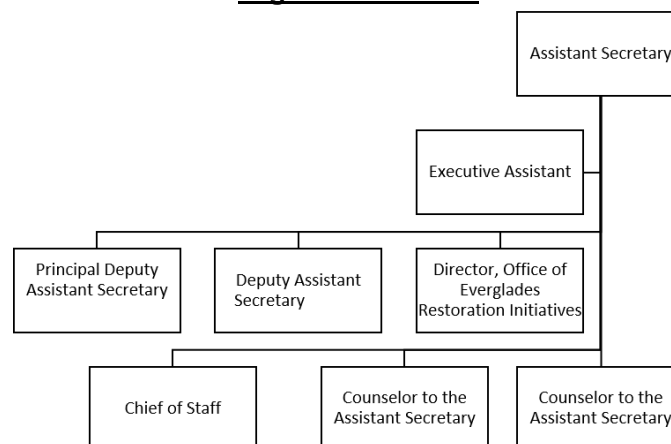 Assistant Secretary
Executive Assistant
Principal Deputy
Assistant Secretary
Deputy Assistant
Secretary
Director, Office of
Everglades
Restoration Initiatives
Chief of Staff
Counselor to the
Assistant Secretary
Counselor to the
Assistant Secretary